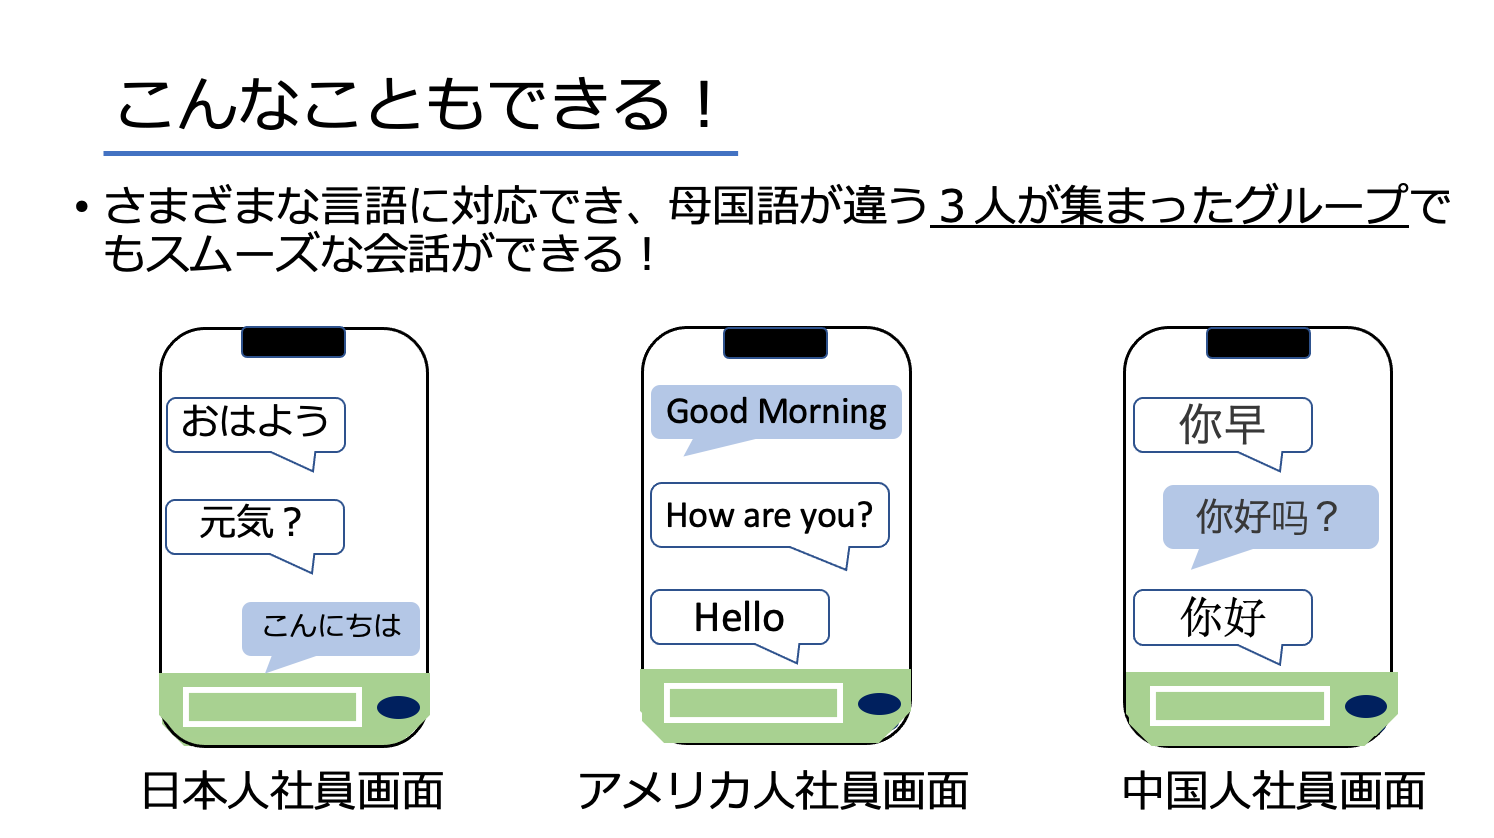 こんなこともできる！
• さまざまな言語に対応でき、母国語が違う３人が集まったグループで
もスムーズな会話ができる！
おはよう
元気？
こんにちは
日本人社員画面
Good Morning
How are you?
Hello
アメリカ人社員画面
你早
你好吗？
你好
中国人社員画面